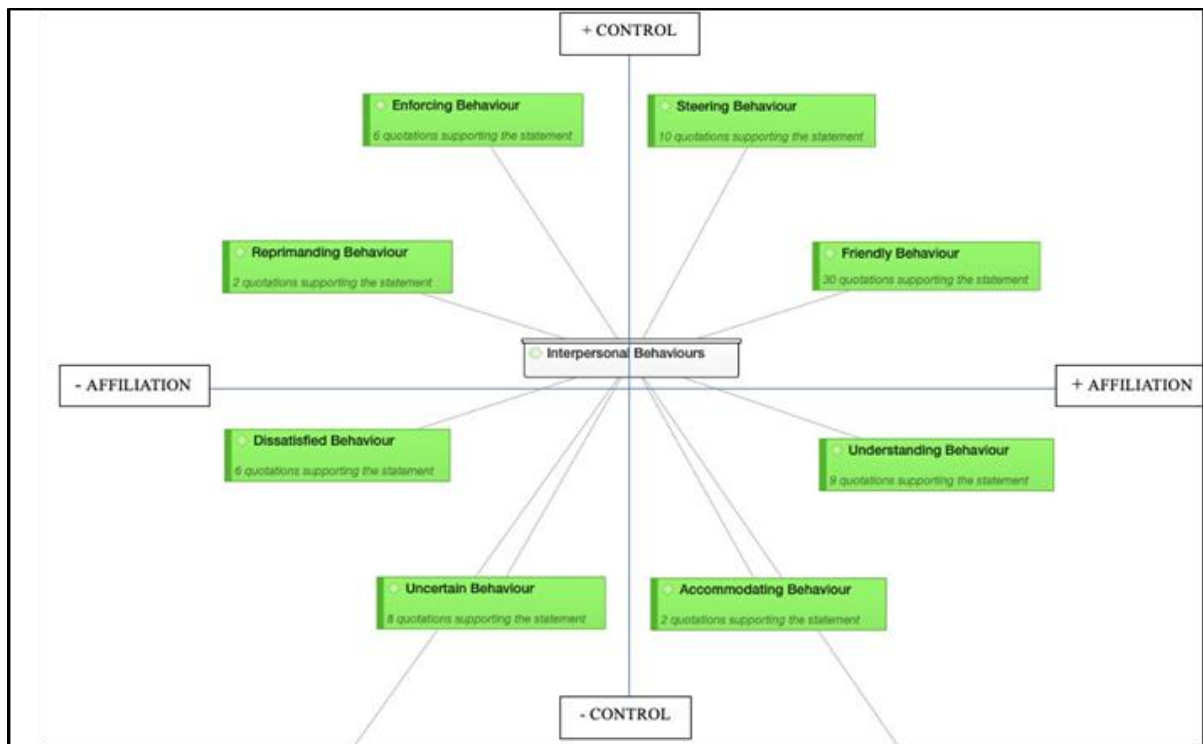 + CONTROL
Enforcing Behaviour
6 quotations supporting the statement
Steering Behaviour
10 quotations supporting the statement
Reprimanding Behaviour
2 quotations supporting the statement
Friendly Behaviour
30 quotations supporting the statement
Interpersonal Behaviours
- AFFILIATION
+ AFFILIATION
Dissatisfied Behaviour
6 quotations supporting the statement
Understanding Behaviour
9 quotations supporting the statement
Uncertain Behaviour
8 quotations supporting the statement
Accommodating Behaviour
2 quotations supporting the statement
- CONTROL